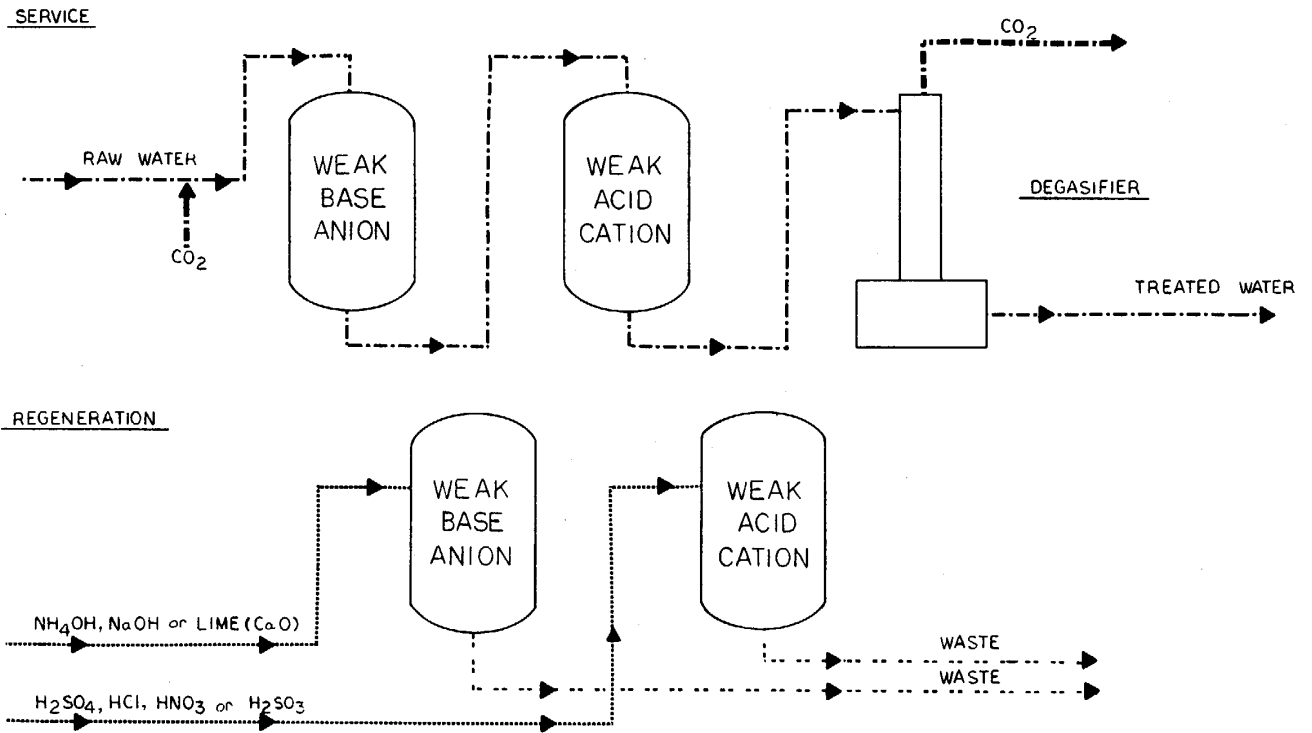 SERVICE
CO2
RAW WATER
WEAK
BASE
ANION
WEAK
ACID
CATION
DEGASIFIER
CO2
TREATED WATER
REGENERATION
WEAK
BASE
ANION
WEAK
ACID
CATION
NH4OH, NaOH or LIME (CaO)
WASTE
WASTE
H2SO4, HCl, HNO3 or H2SO3